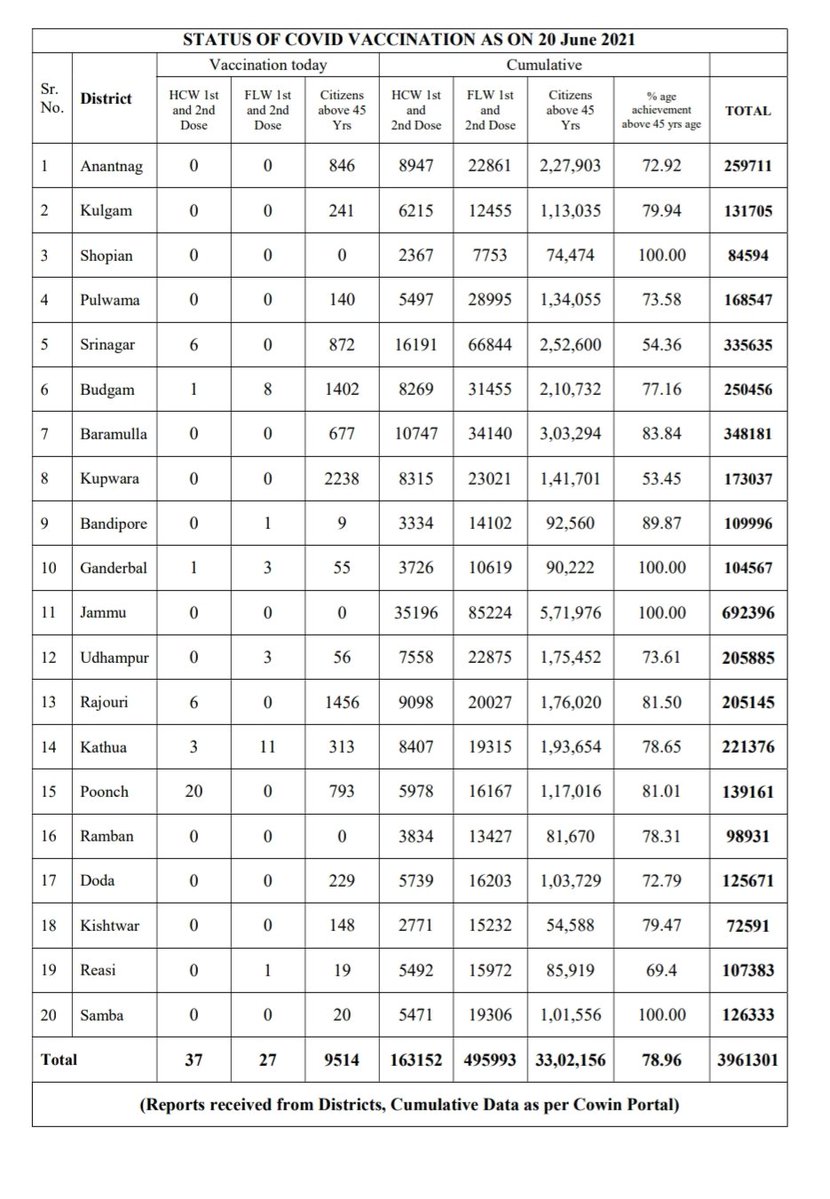 STATUS OF COVID VACCINATION AS ON 20 June 2021
Sr. No. District Vaccination today Cumulative
HCW 1st and 2nd Dose FLW 1st and 2nd Dose Citizens above 45 Yrs HCW 1st and 2nd Dose FLW 1st and 2nd Dose Citizens above 45 Yrs % age achievement above 45 yrs age TOTAL
1 Anantnag 0 0 846 8947 22861 2,27,903 72.92 259711
2 Kulgam 0 0 241 6215 12455 1,13,035 79.94 131705
3 Shopian 0 0 0 2367 7753 74,474 100.00 84594
4 Pulwama 0 0 140 5497 28995 1,34,055 73.58 168547
5 Srinagar 6 0 872 16191 66844 2,52,600 54.36 335635
6 Budgam 1 8 1402 8269 31455 2,10,732 77.16 250456
7 Baramulla 0 0 677 10747 34140 3,03,294 83.84 348181
8 Kupwara 0 0 2238 8315 23021 1,41,701 53.45 173037
9 Bandipore 0 1 9 3334 14102 92,560 89.87 109996
10 Ganderbal 1 3 55 3726 10619 90,222 100.00 104567
11 Jammu 0 0 0 35196 85224 5,71,976 100.00 692396
12 Udhampur 0 3 56 7558 22875 1,75,452 73.61 205885
13 Rajouri 6 0 1456 9098 20027 1,76,020 81.50 205145
14 Kathua 3 11 313 8407 19315 1,93,654 78.65 221376
15 Poonch 20 0 793 5978 16167 1,17,016 81.01 139161
16 Ramban 0 0 0 3834 13427 81,670 78.31 98931
17 Doda 0 0 229 5739 16203 1,03,729 72.79 125671
18 Kishtwar 0 0 148 2771 15232 54,588 79.47 72591
19 Reasi 0 1 19 5492 15972 85,919 69.4 107383
20 Samba 0 0 20 5471 19306 1,01,556 100.00 126333
Total 37 27 9514 163152 495993 33,02,156 78.96 3961301
(Reports received from Districts, Cumulative Data as per Cowin Portal)